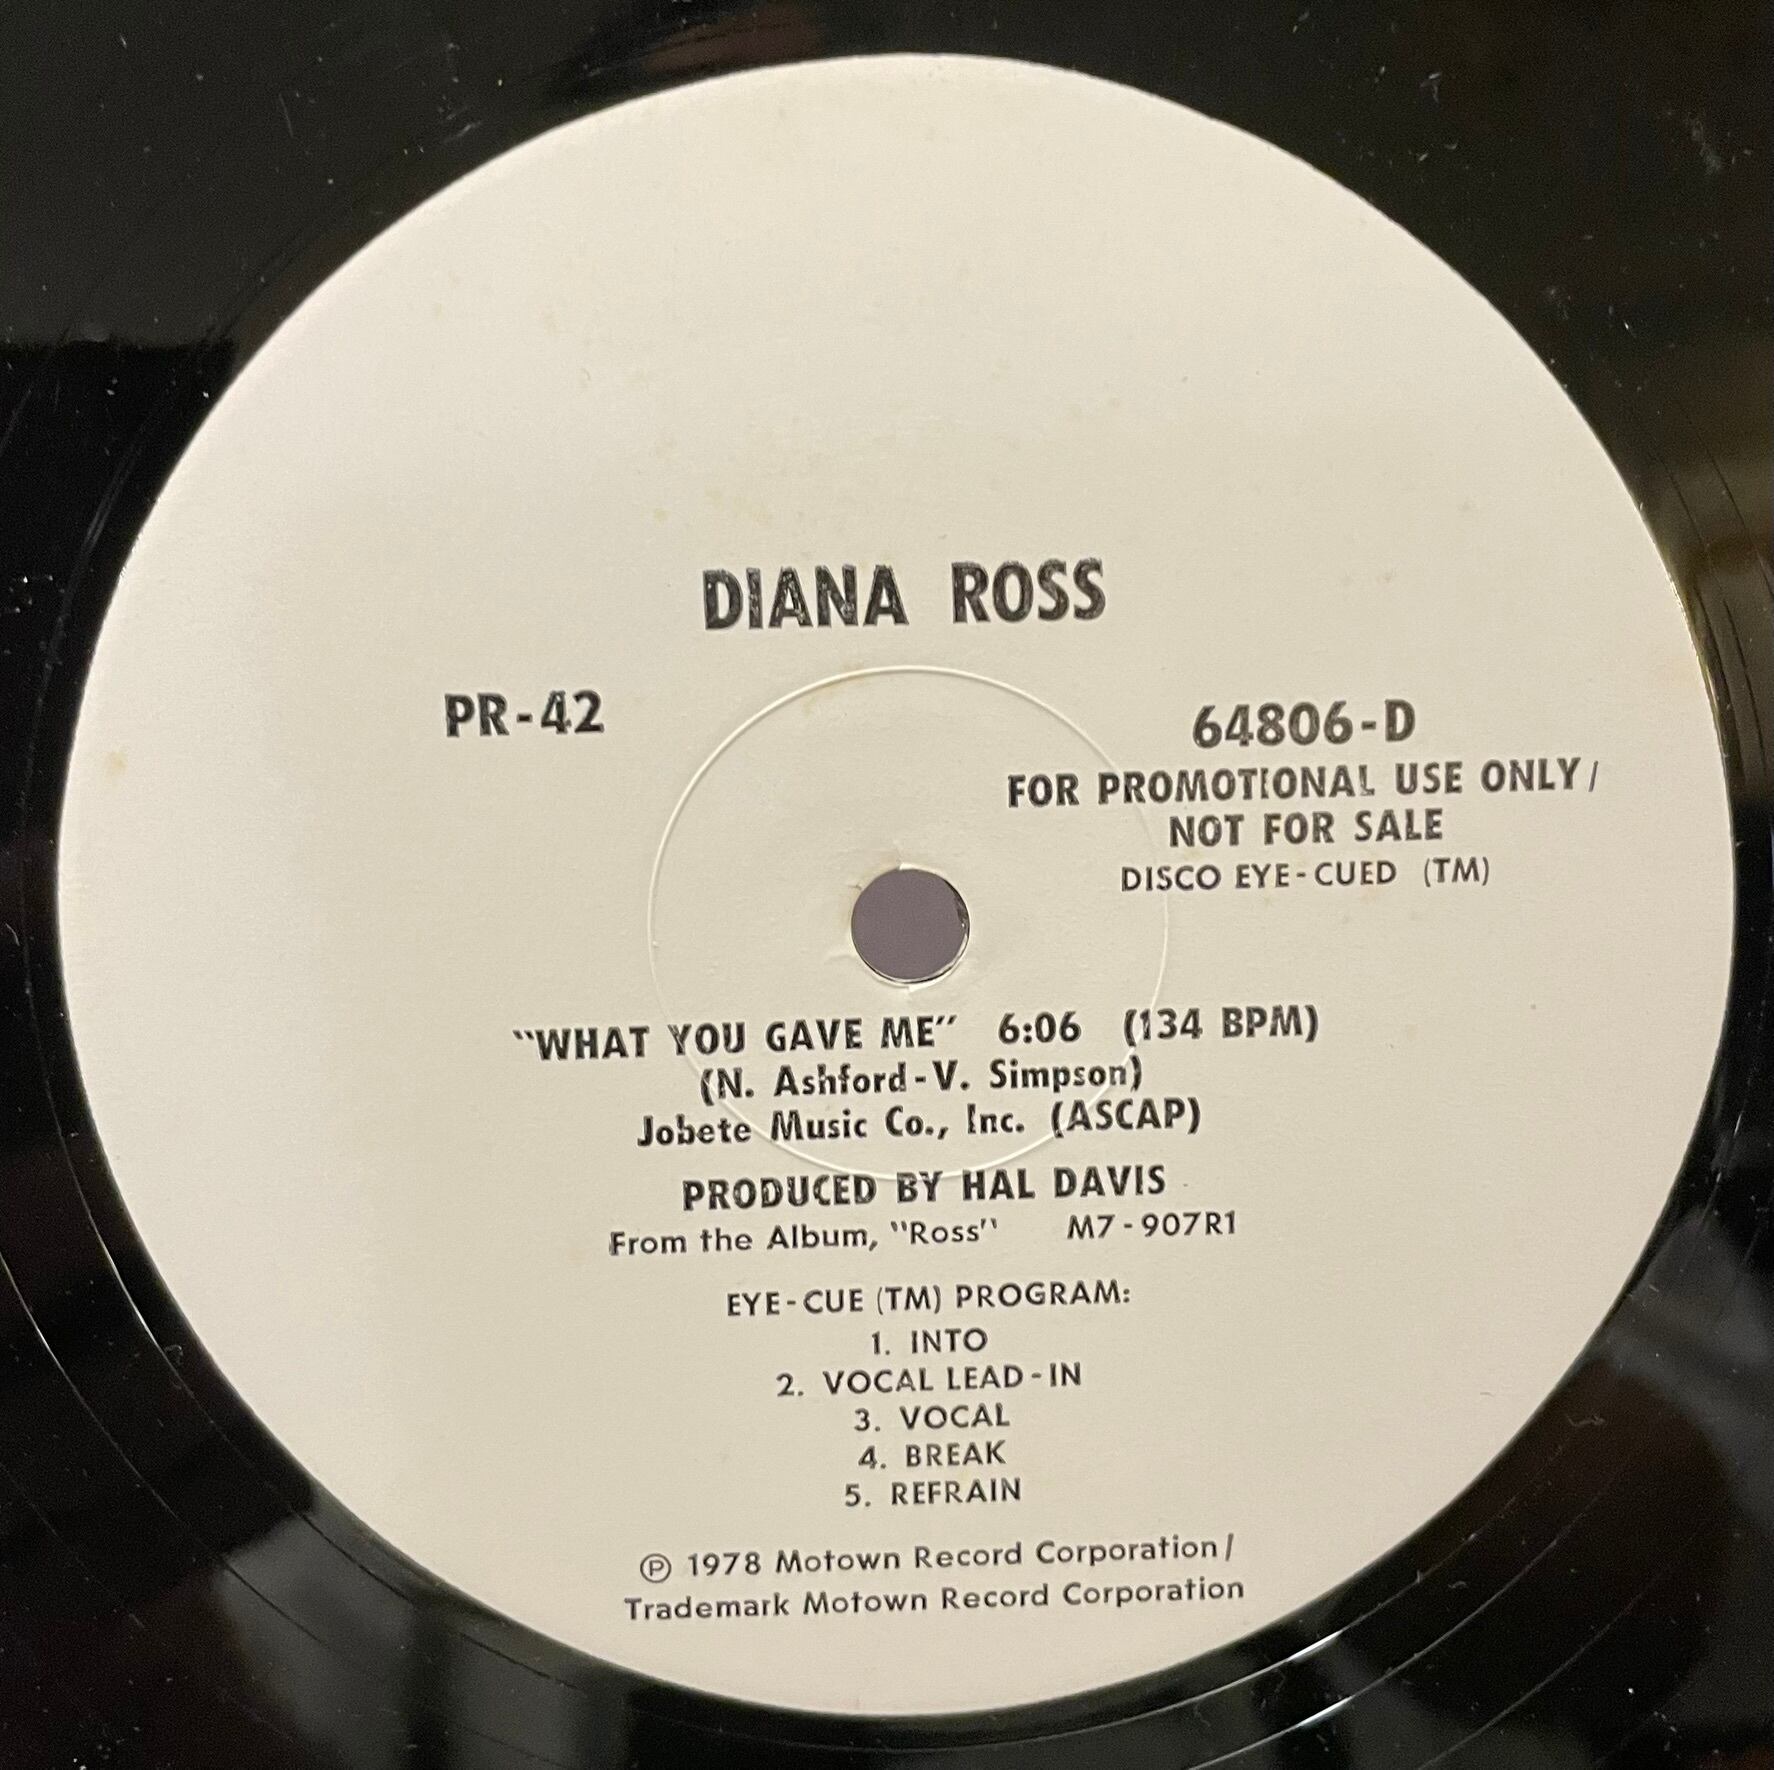 DIANA ROSS
PR-42
64806-D
FOR PROMOTIONAL USE ONLY/
NOT FOR SALE
DISCO EYE-CUED (TM)
"WHAT YOU GAVE ME" 6:06 (134 BPM)
(N. Ashford-V. Simpson)
Jobete Music Co., Inc. (ASCAP)
PRODUCED BY HAL DAVIS
From the Album, "Ross" M7-907R1
EYE-CUE (TM) PROGRAM:
1. INTO
2. VOCAL LEAD-IN
3. VOCAL
4. BREAK
5. REFRAIN
℗ 1978 Motown Record Corporation/
Trademark Motown Record Corporation